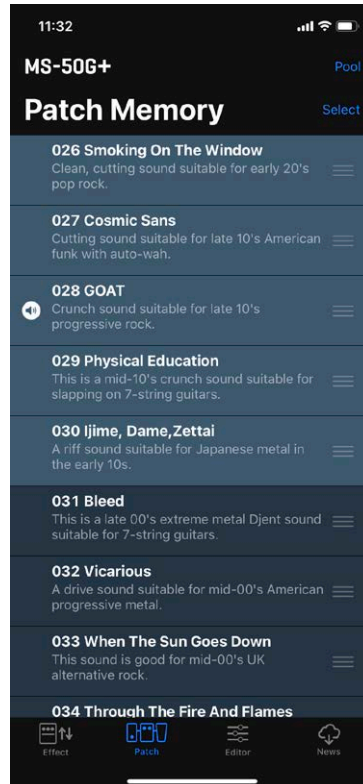 11:32
MS-50G+
Pool
Patch Memory
Select
026 Smoking On The Window
Clean, cutting sound suitable for early 20's
pop rock.
027 Cosmic Sans
Cutting sound suitable for late 10's American
funk with auto-wah.
028 GOAT
Crunch sound suitable for late 10's
progressive rock.
029 Physical Education
This is a mid-10's crunch sound suitable for
slapping on 7-string guitars.
030 Ijime, Dame,Zettai
A riff sound suitable for Japanese metal in
the early 10s.
031 Bleed
This is a late 00's extreme metal Djent sound
suitable for 7-string guitars.
032 Vicarious
A drive sound suitable for mid-00's American
progressive metal.
033 When The Sun Goes Down
This sound is good for mid-00's UK
alternative rock.
034 Through The Fire And Flames
Effect
Patch
Editor
News